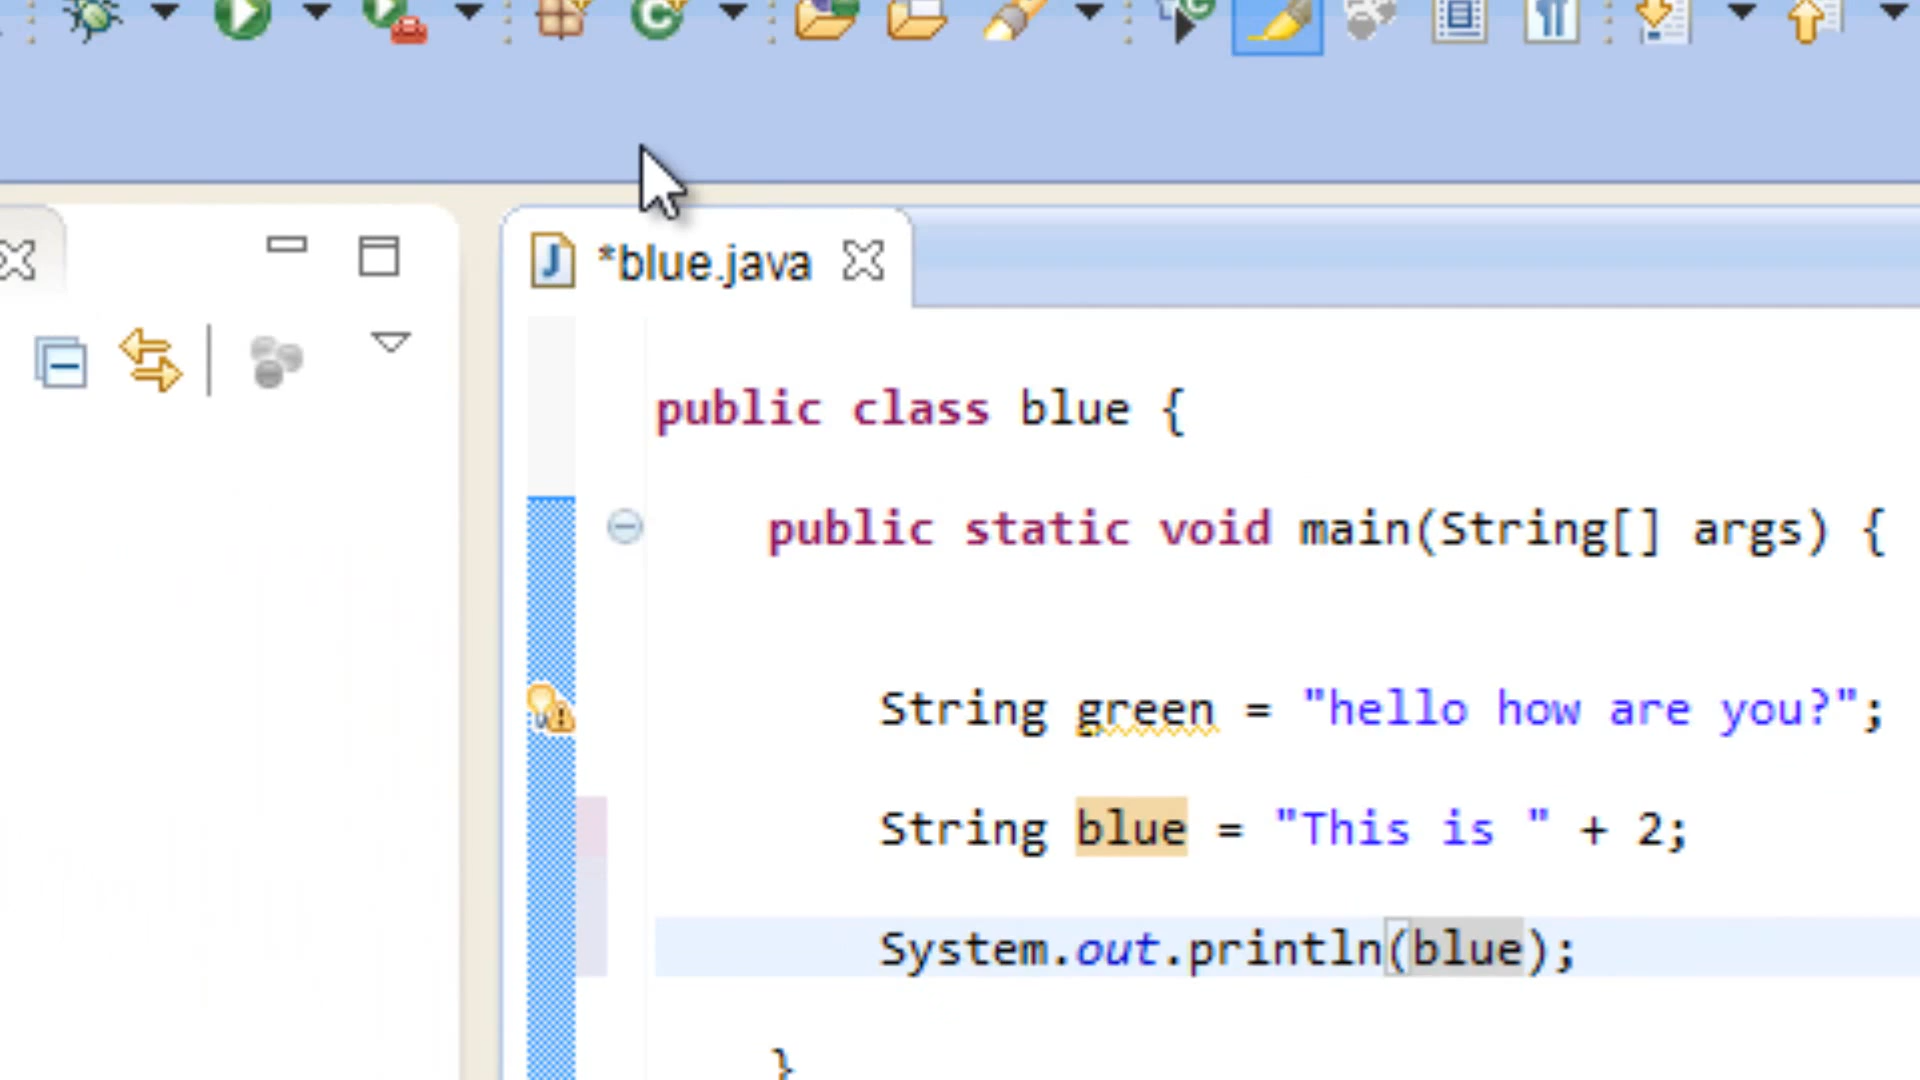 *blue.java
public class blue {
public static void main(String[] args) {
String green = "hello how are you?";
String blue = "This is " + 2;
System.out.println(blue);
}